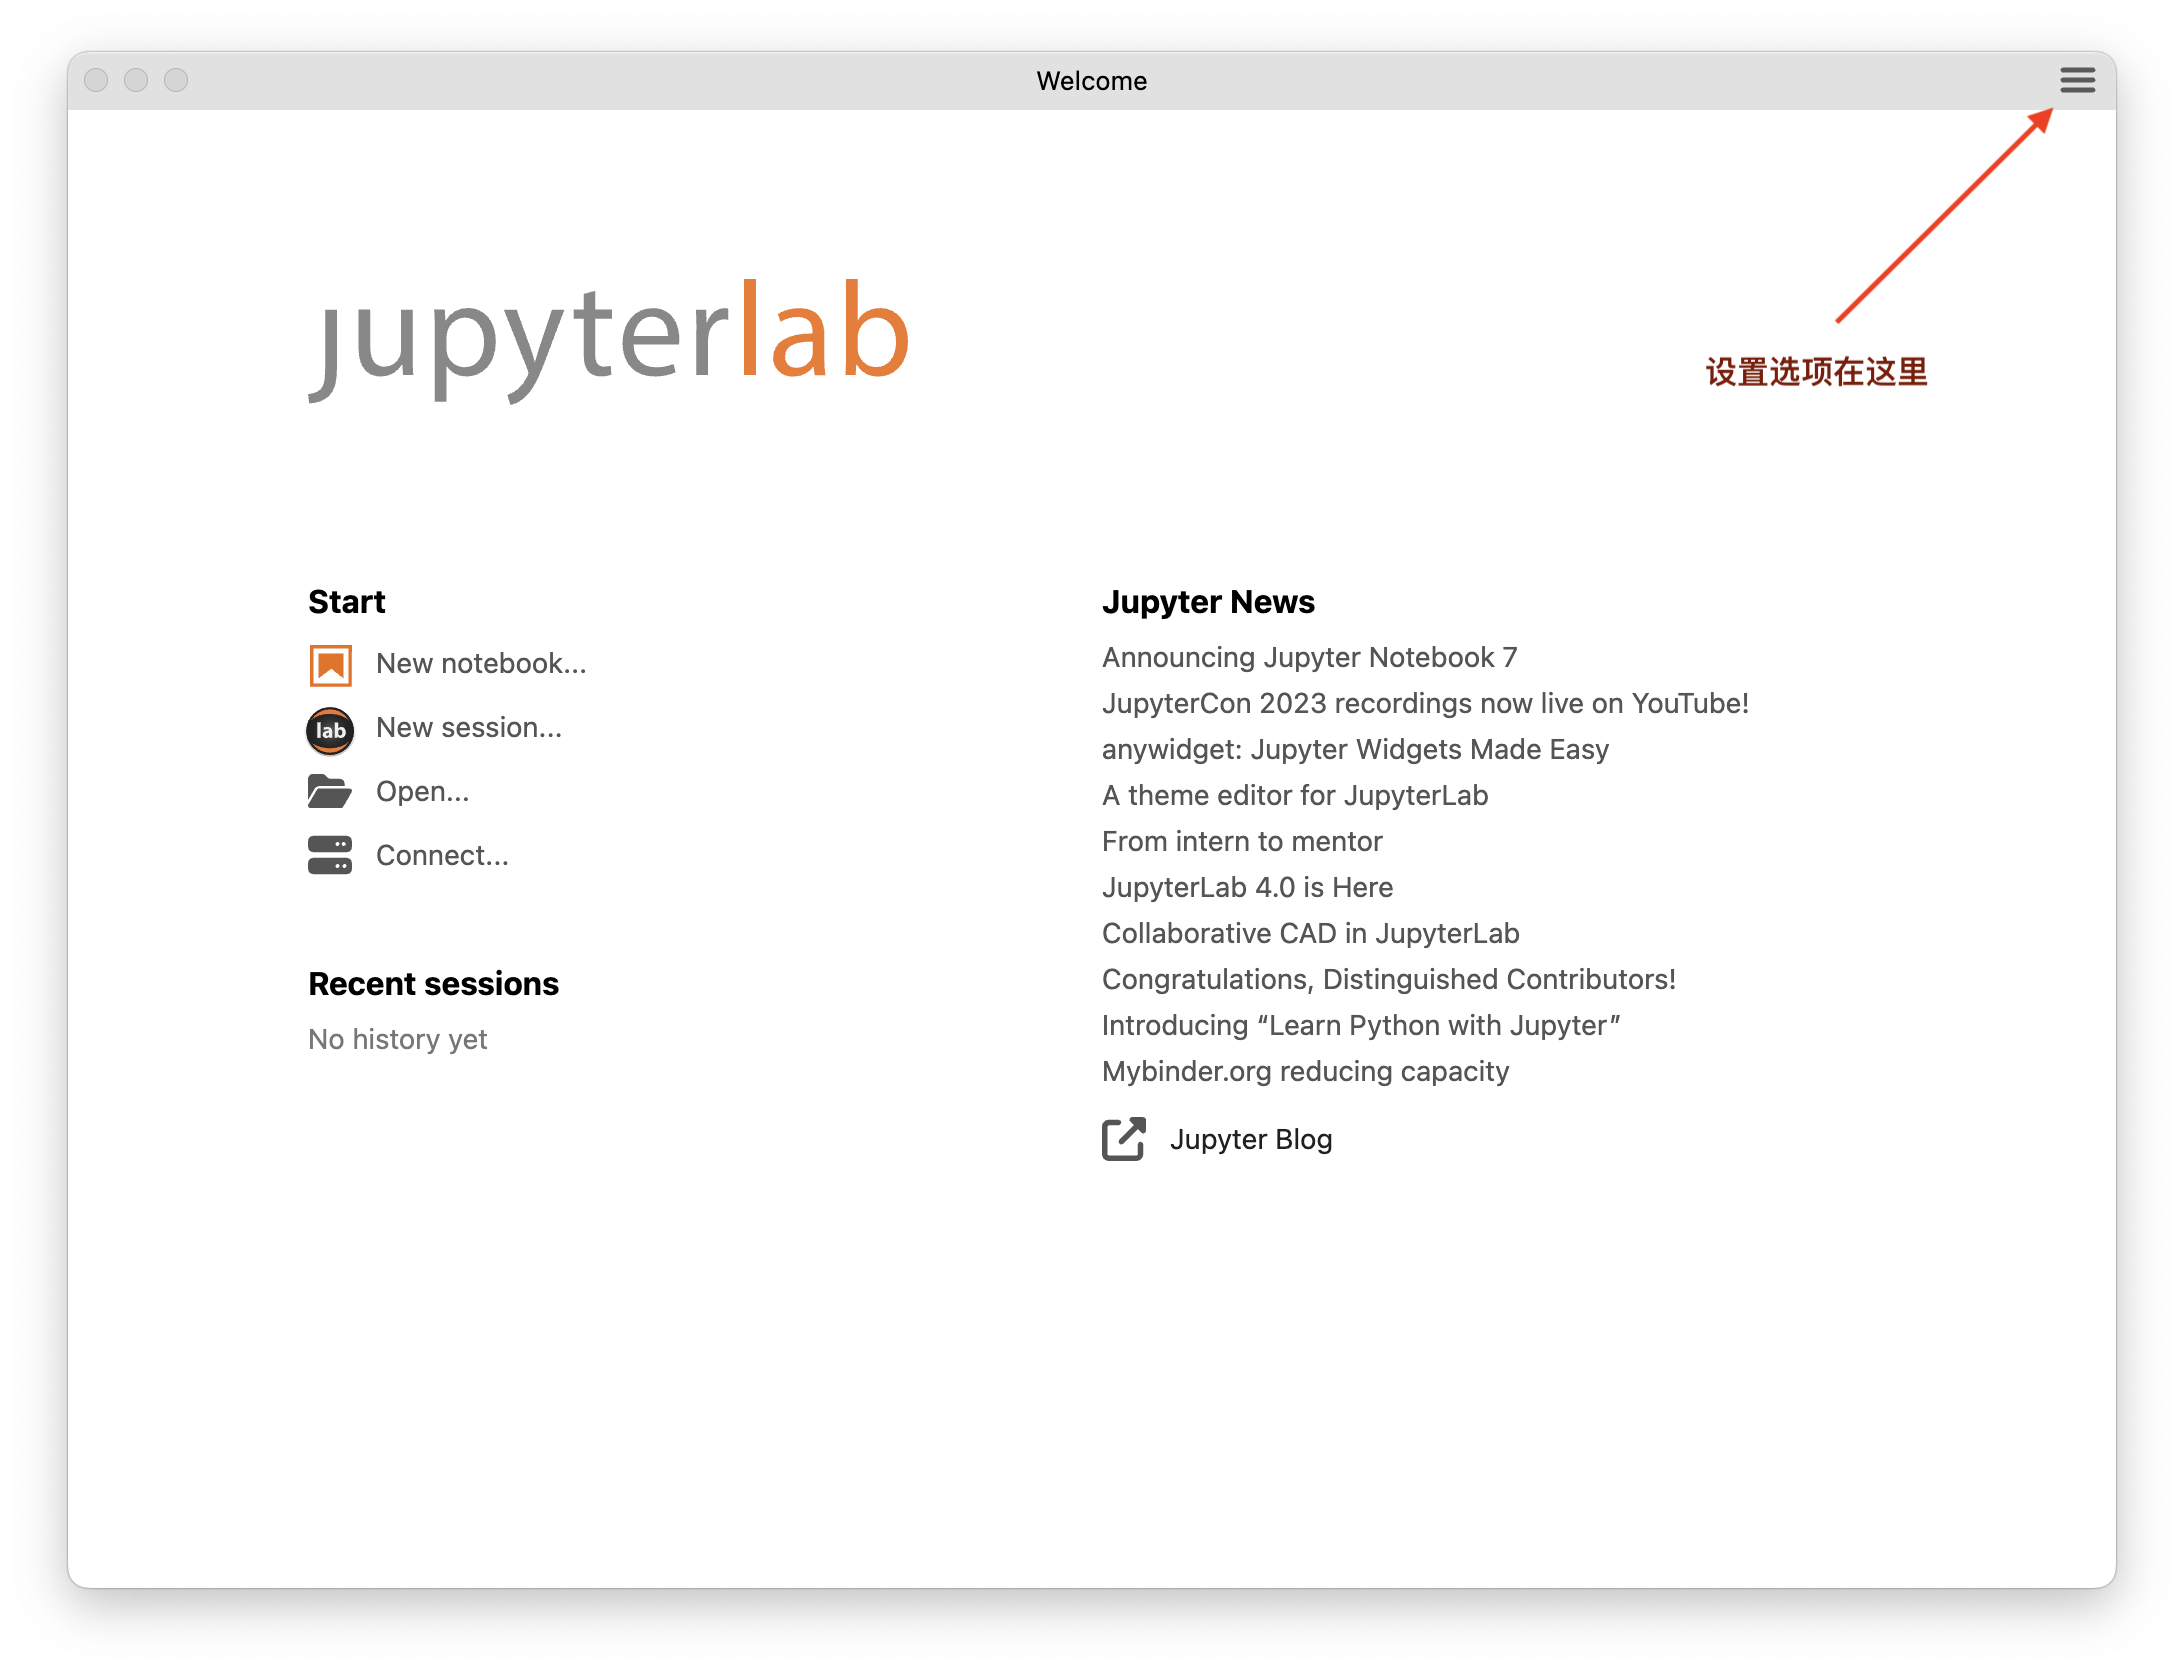 Welcome
jupyterlab
设置选项在这里
Start
New notebook...
lab
New session...
Open...
Connect...
Recent sessions
No history yet
Jupyter News
Announcing Jupyter Notebook 7
JupyterCon 2023 recordings now live on YouTube!
anywidget: Jupyter Widgets Made Easy
A theme editor for JupyterLab
From intern to mentor
JupyterLab 4.0 is Here
Collaborative CAD in JupyterLab
Congratulations, Distinguished Contributors!
Introducing “Learn Python with Jupyter”
Mybinder.org reducing capacity
Jupyter Blog